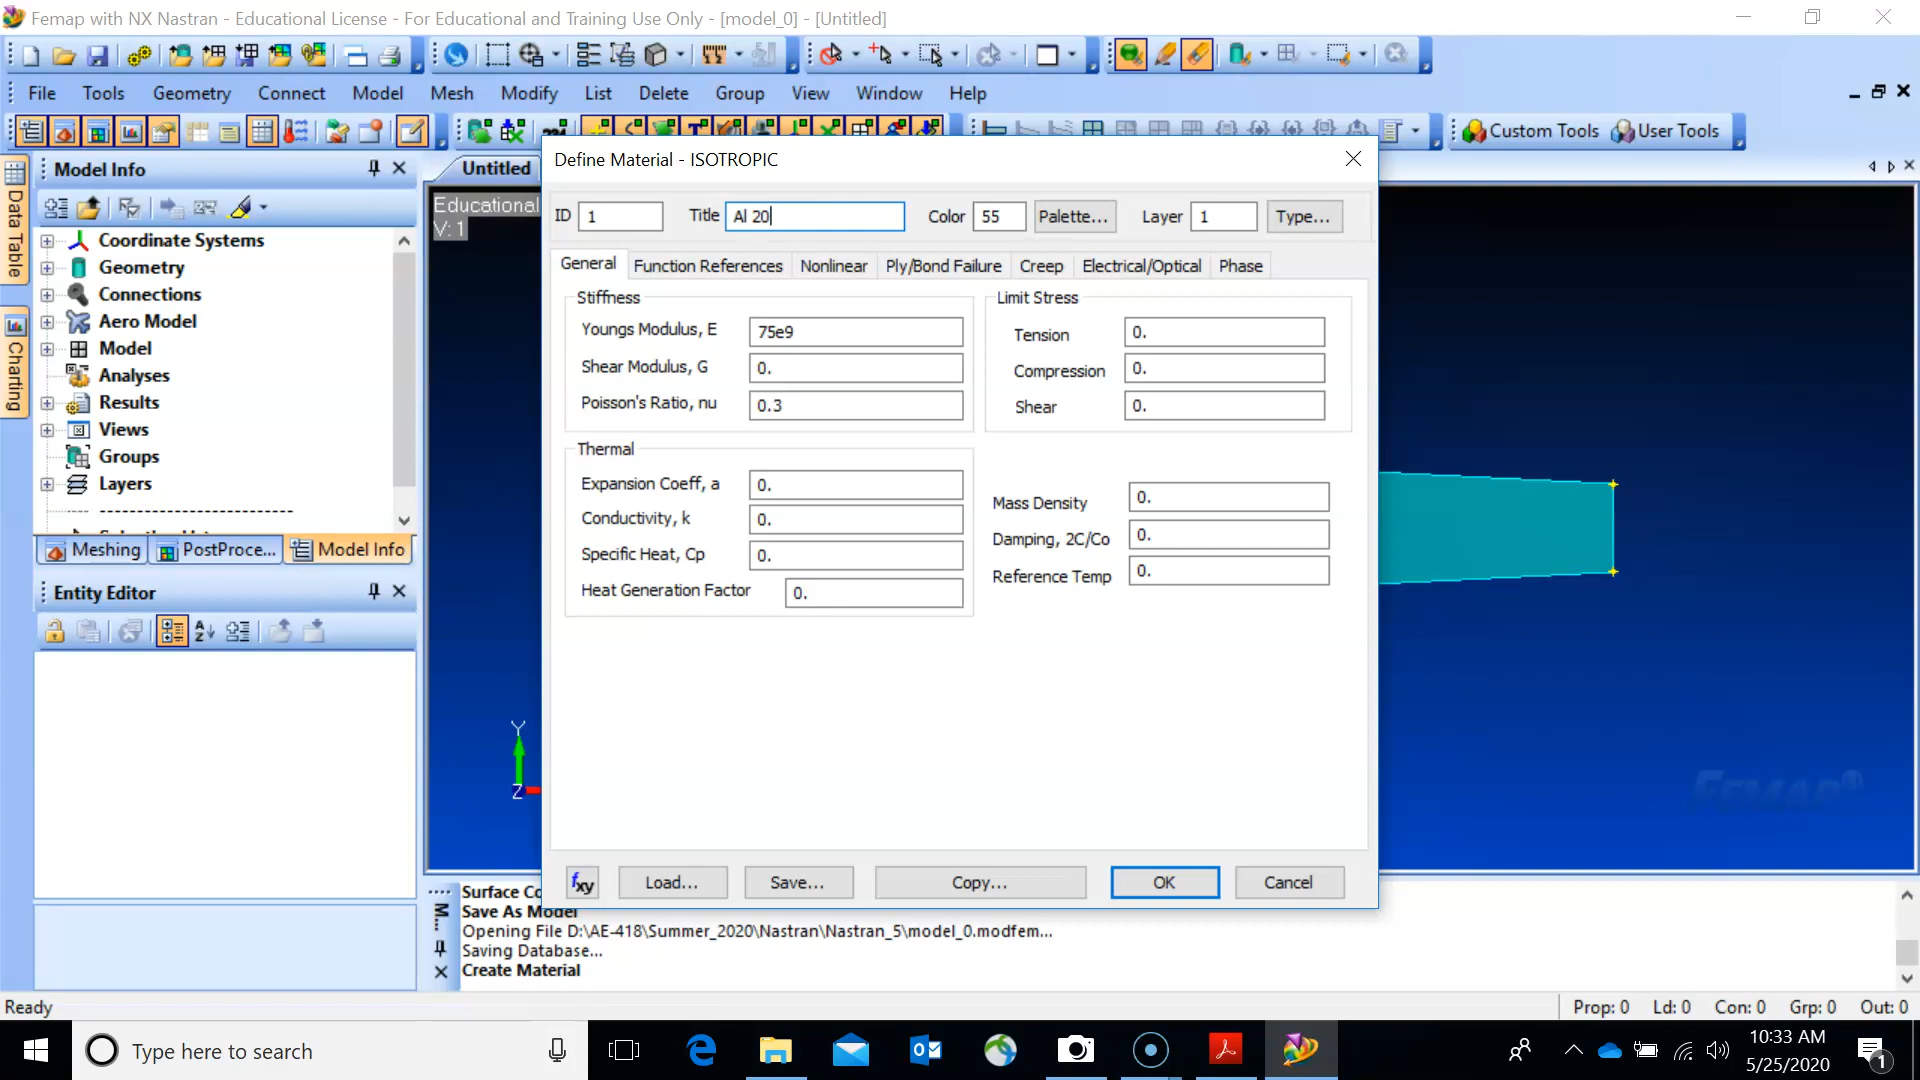 Femap with NX Nastran - Educational License - For Educational and Training Use Only - [model_0] - [Untitled]
File Tools Geometry Connect Model Mesh Modify List Delete Group View Window Help
Custom Tools User Tools
Model Info
Untitled
Data Table
Charting
Coordinate Systems
Geometry
Connections
Aero Model
Model
Analyses
Results
Views
Groups
Layers
Meshing PostProce... Model Info
Entity Editor
Educational
V: 1
Define Material - ISOTROPIC
ID 1 Title Al 20 Color 55 Palette... Layer 1 Type...
General Function References Nonlinear Ply/Bond Failure Creep Electrical/Optical Phase
Stiffness
Youngs Modulus, E 75e9
Shear Modulus, G 0.
Poisson's Ratio, nu 0.3
Limit Stress
Tension 0.
Compression 0.
Shear 0.
Thermal
Expansion Coeff, a 0.
Conductivity, k 0.
Specific Heat, Cp 0.
Heat Generation Factor 0.
Mass Density 0.
Damping, 2C/Co 0.
Reference Temp 0.
fxy Load... Save... Copy... OK Cancel
Y
Z
FEMAP
M...
Surface Co
Save As Model
Opening File D:\AE-418\Summer_2020\Nastran\Nastran_5\model_0.modfem...
Saving Database...
Create Material
Ready
Prop: 0 Ld: 0 Con: 0 Grp: 0 Out: 0
Type here to search
10:33 AM
5/25/2020
1